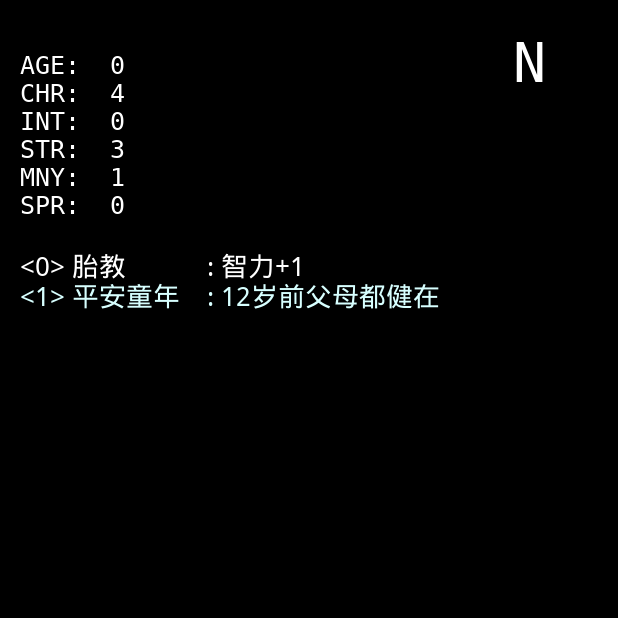 N
AGE: 0
CHR: 4
INT: 0
STR: 3
MNY: 1
SPR: 0
<0> 胎教 : 智力+1
<1> 平安童年 : 12岁前父母都健在